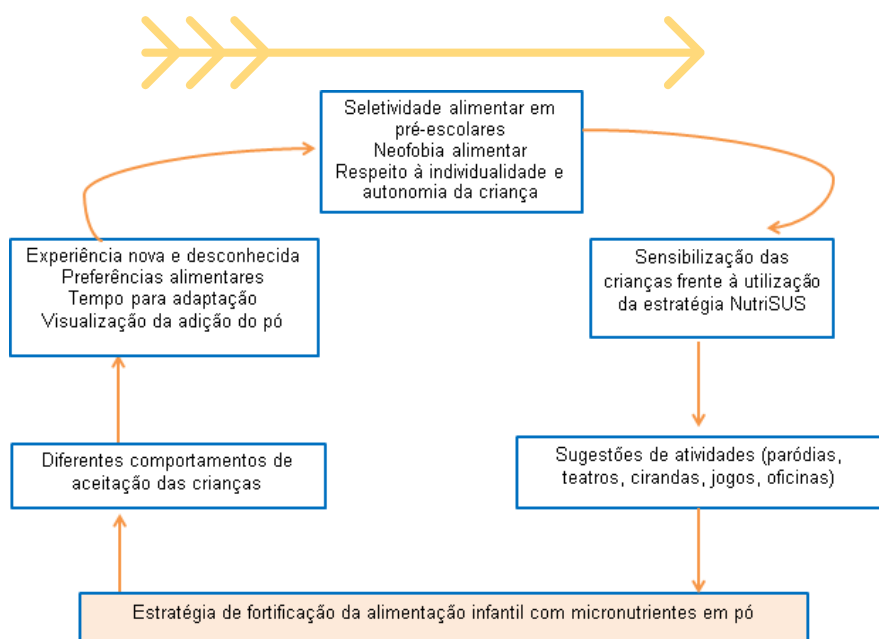 Seletividade alimentar em
pré-escolares
Neofobia alimentar
Respeito à individualidade e
autonomia da criança
Experiência nova e desconhecida
Preferências alimentares
Tempo para adaptação
Visualização da adição do pó
Sensibilização das
crianças frente à utilização
da estratégia NutriSUS
Diferentes comportamentos de
aceitação das crianças
Sugestões de atividades (paródias,
teatros, cirandas, jogos, oficinas)
Estratégia de fortificação da alimentação infantil com micronutrientes em pó